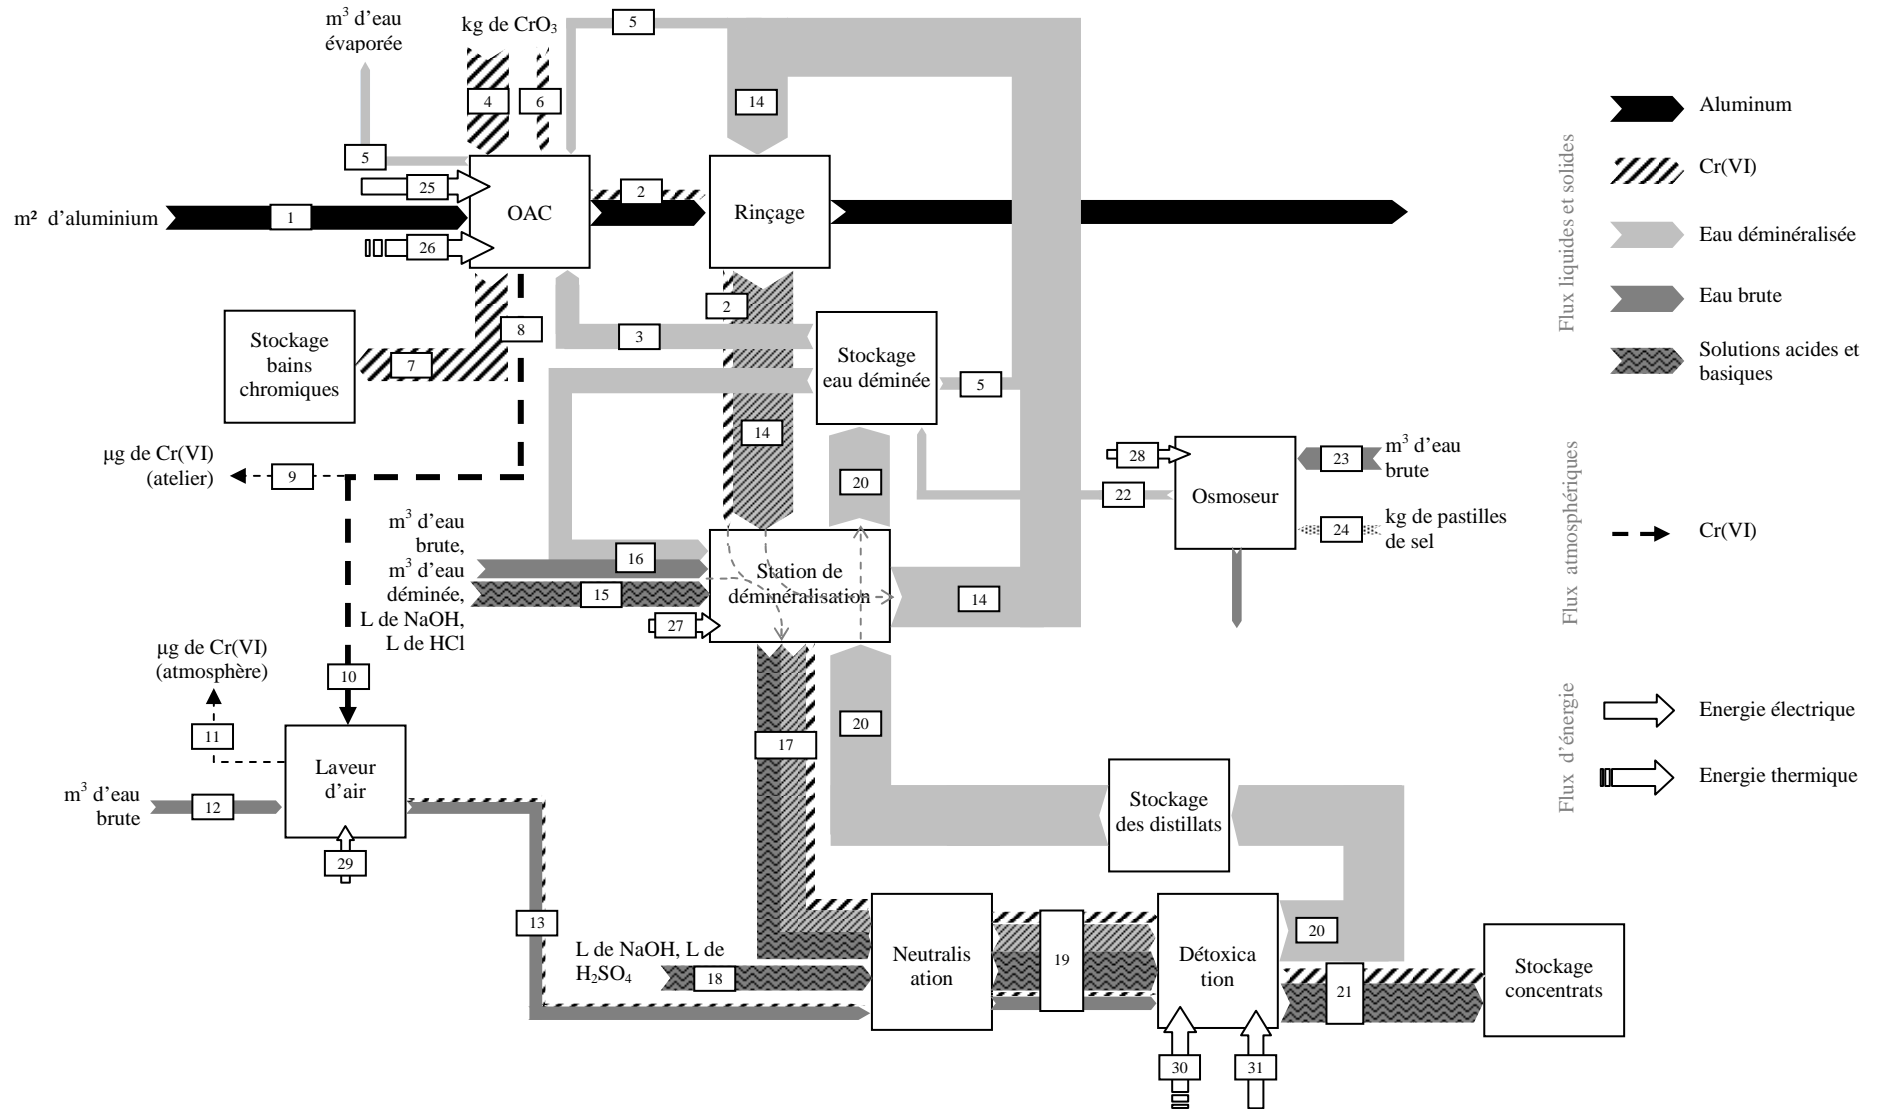 m³ d’eau
évaporée
kg de CrO₃
5
4
6
14
5
25
OAC
2
Rinçage
m² d’aluminium
1
26
2
3
8
7
Stockage
bains
chromiques
Stockage
eau déminée
5
14
20
28
m³ d’eau
brute
23
Osmoseur
22
24
kg de pastilles
de sel
µg de Cr(VI)
(atelier)
9
m³ d’eau
brute,
m³ d’eau
déminée,
L de NaOH,
L de HCl
16
15
27
Station de
déminéralisation
14
µg de Cr(VI)
(atmosphère)
10
11
Laveur
d’air
m³ d’eau
brute
12
29
17
20
Stockage
des distillats
13
L de NaOH, L de
H₂SO₄
18
Neutralis
ation
19
Détoxica
tion
20
21
Stockage
concentrats
30
31
Flux liquides et solides
Aluminum
Cr(VI)
Eau déminéralisée
Eau brute
Solutions acides et
basiques
Flux atmosphériques
Cr(VI)
Flux d’énergie
Energie électrique
Energie thermique